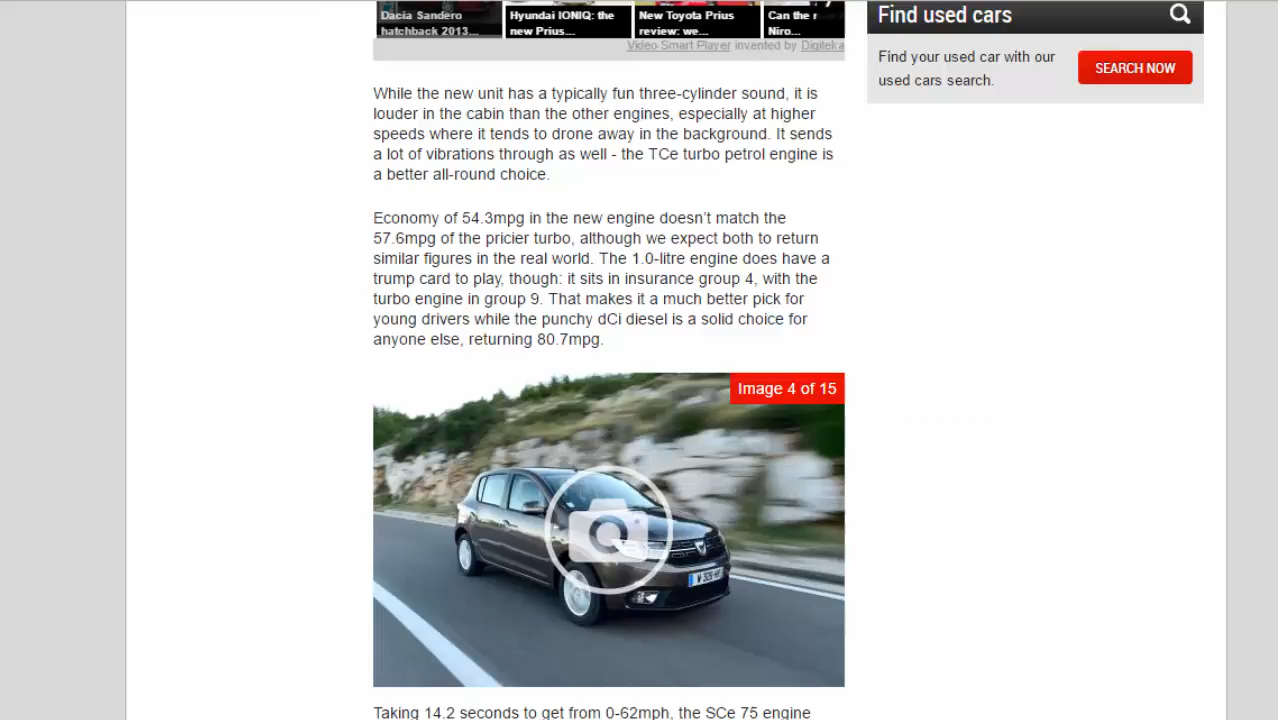 Dacia Sandero
hatchback 2013...
Hyundai IONIQ: the
new Prius...
New Toyota Prius
review: we...
Can the
Niro...
Video Smart Player invented by Digiteka
Find used cars
Find your used car with our
used cars search.
SEARCH NOW
While the new unit has a typically fun three-cylinder sound, it is
louder in the cabin than the other engines, especially at higher
speeds where it tends to drone away in the background. It sends
a lot of vibrations through as well - the TCe turbo petrol engine is
a better all-round choice.
Economy of 54.3mpg in the new engine doesn’t match the
57.6mpg of the pricier turbo, although we expect both to return
similar figures in the real world. The 1.0-litre engine does have a
trump card to play, though: it sits in insurance group 4, with the
turbo engine in group 9. That makes it a much better pick for
young drivers while the punchy dCi diesel is a solid choice for
anyone else, returning 80.7mpg.
Image 4 of 15
Taking 14.2 seconds to get from 0-62mph, the SCe 75 engine